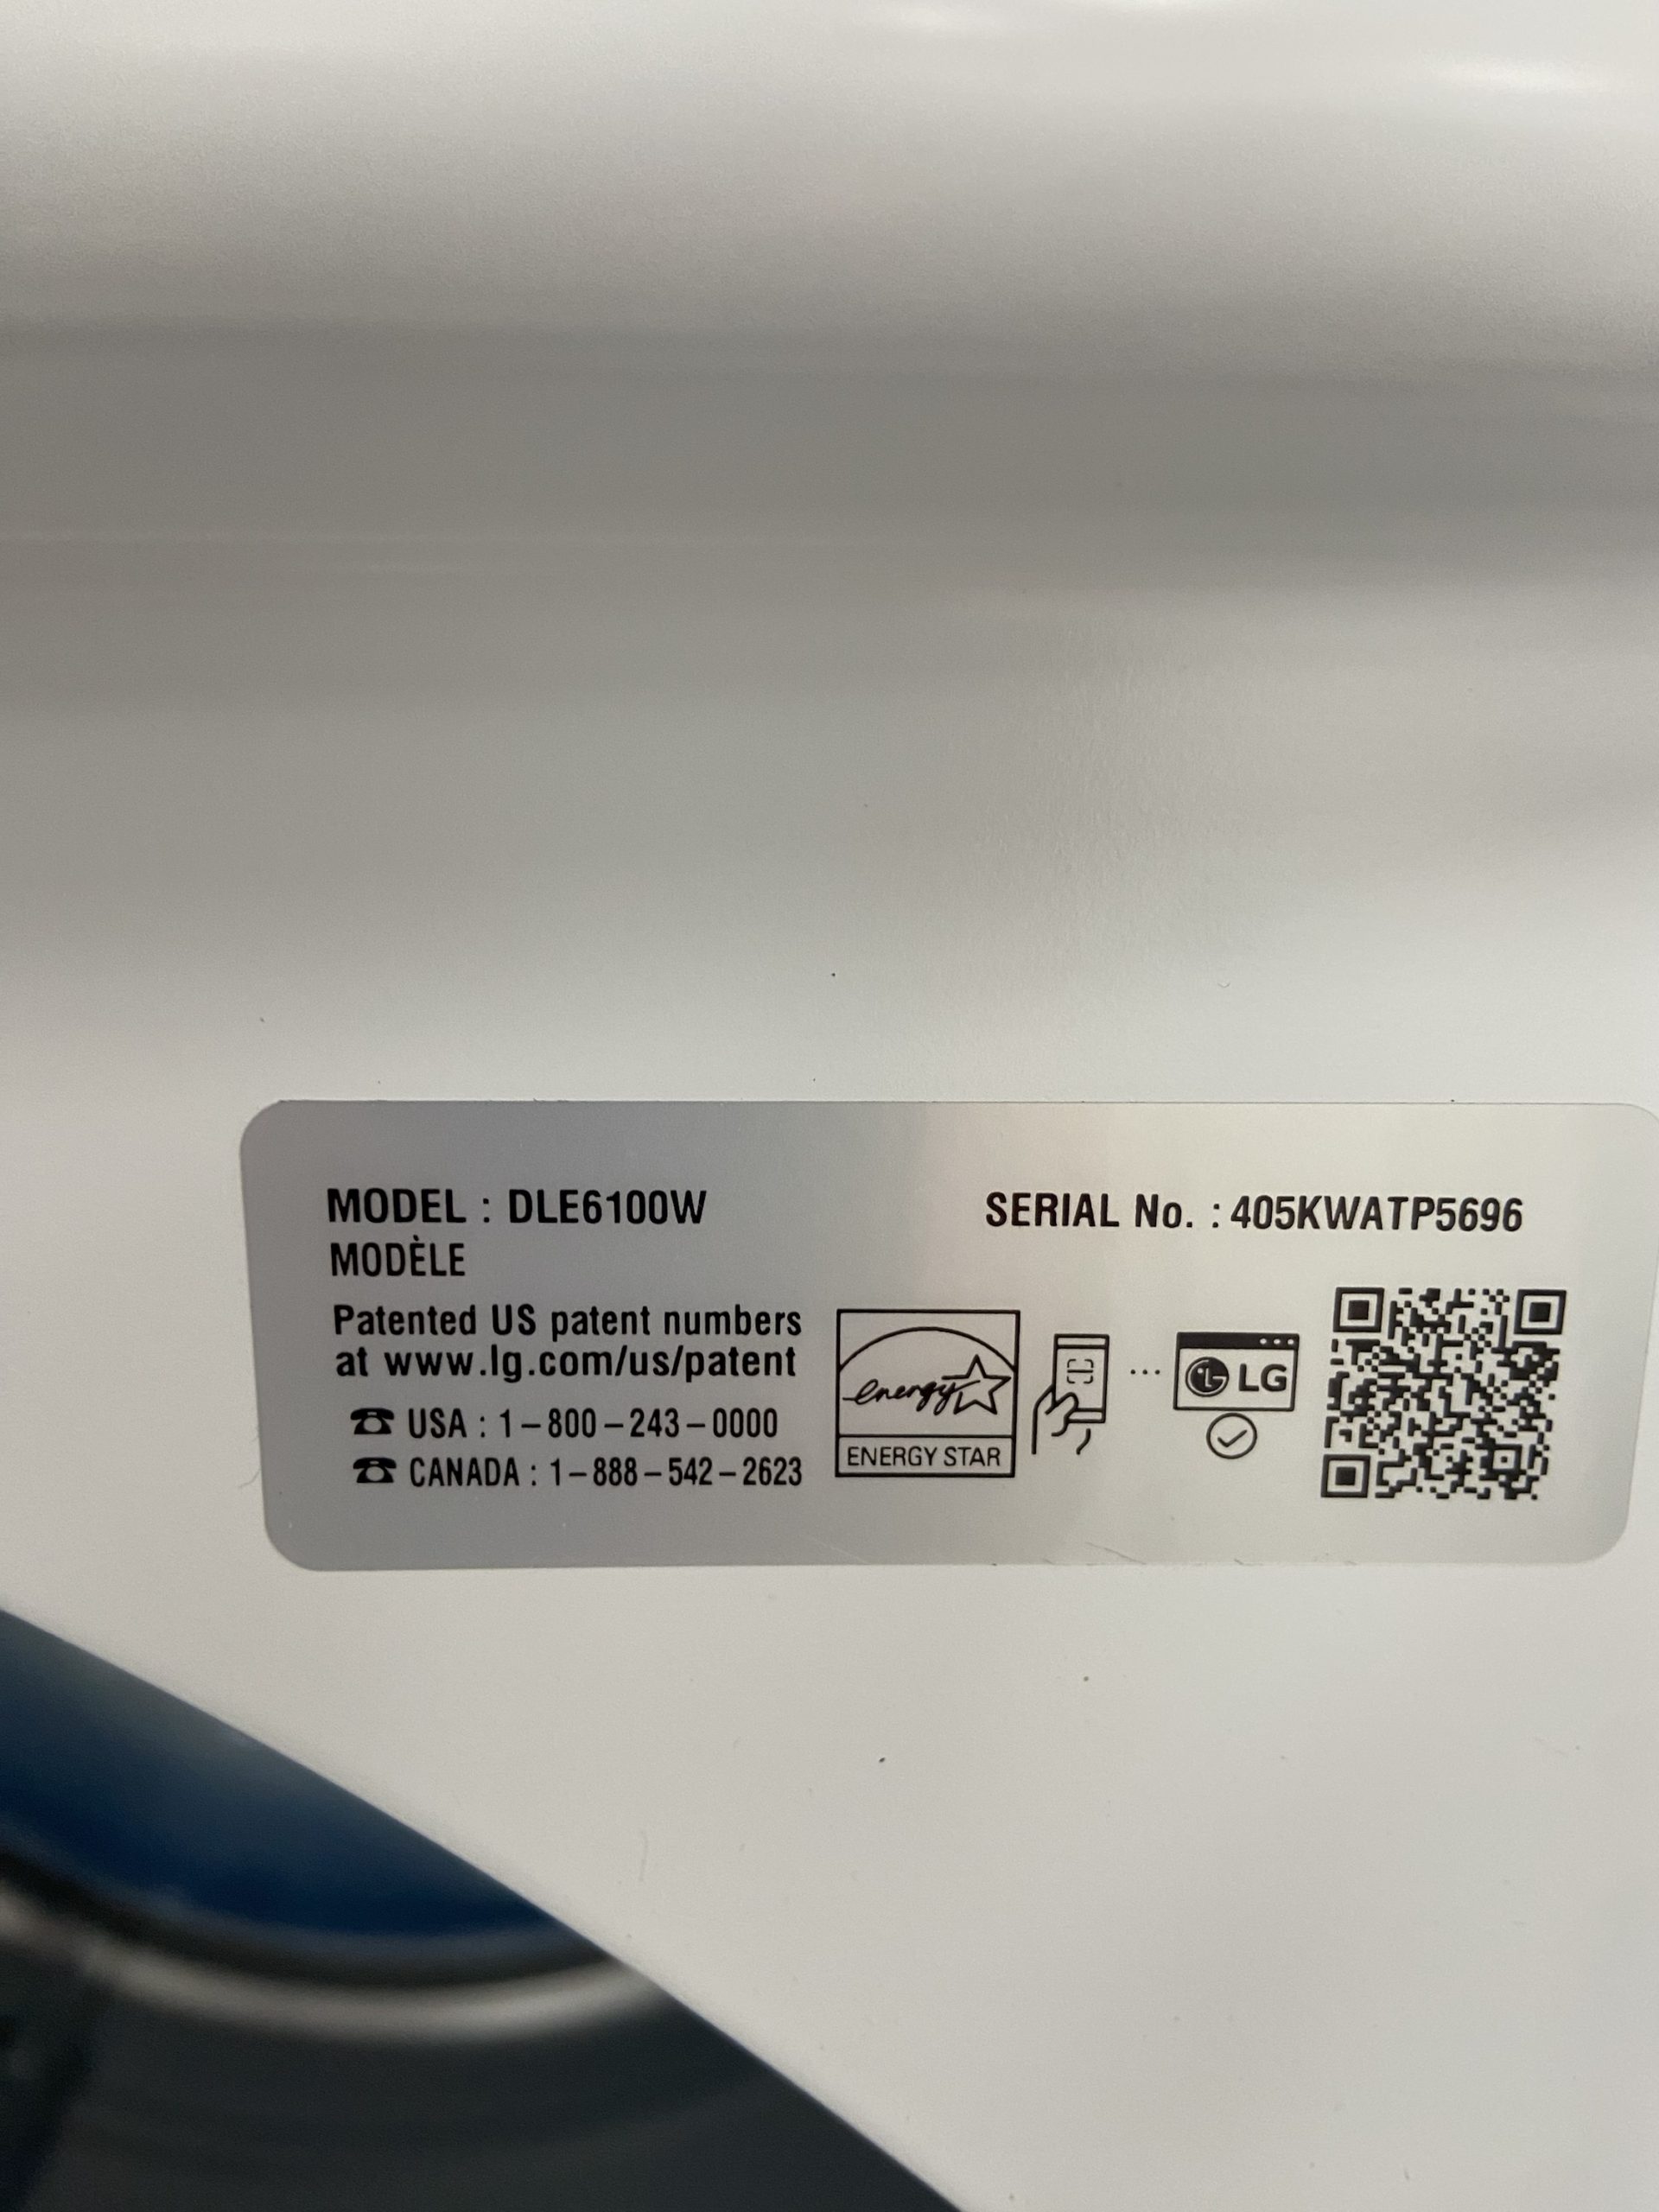 MODEL : DLE6100W
MODÈLE
SERIAL No. : 405KWATP5696
Patented US patent numbers
at www.lg.com/us/patent
USA : 1-800-243-0000
CANADA : 1-888-542-2623
energy
ENERGY STAR
LG